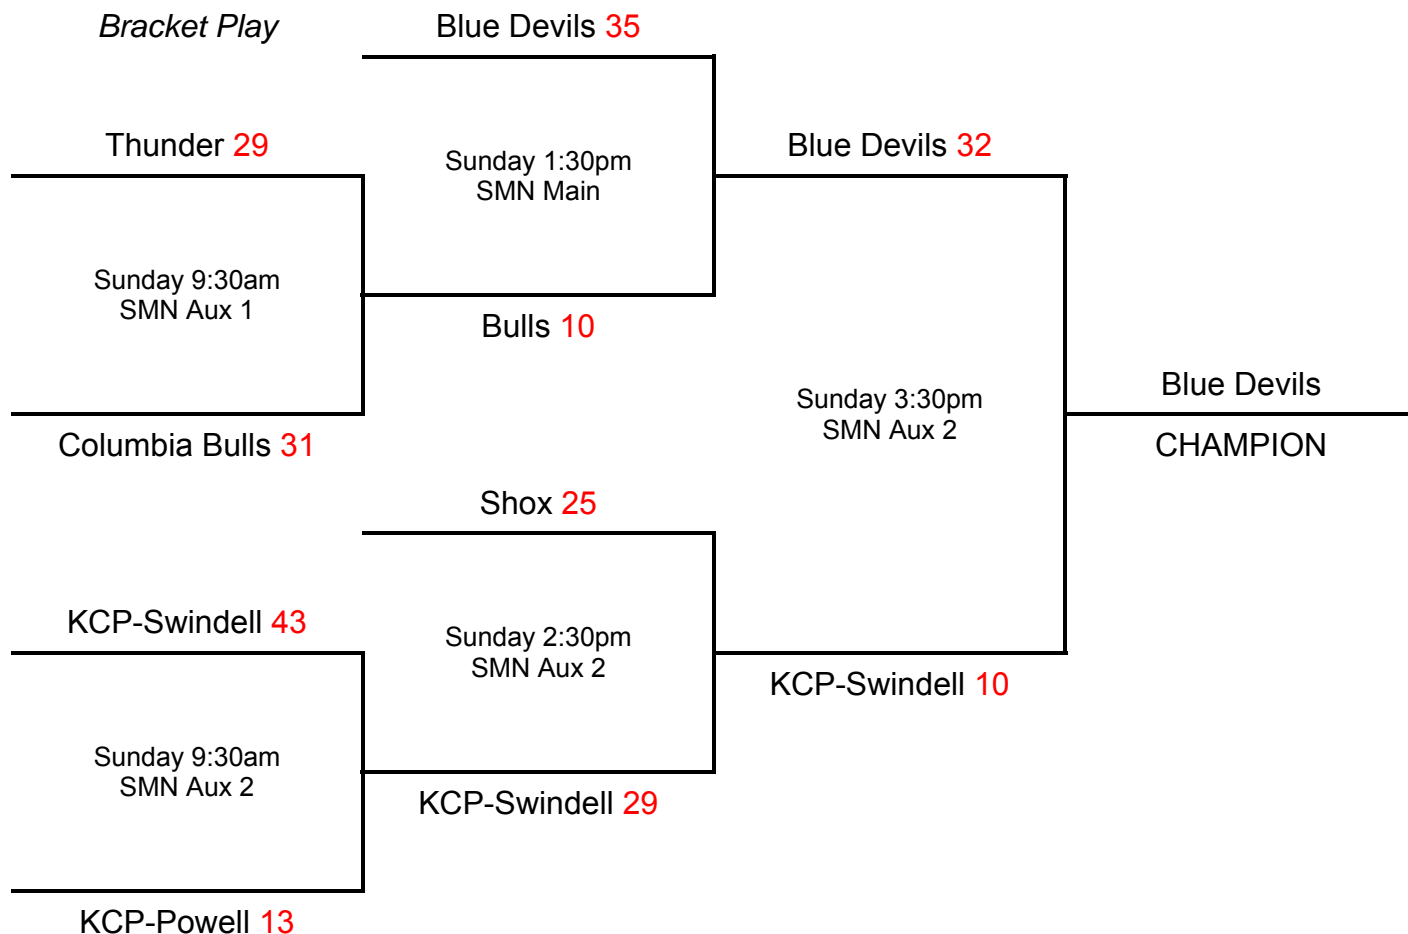 Bracket Play
Blue Devils 35
Thunder 29
Sunday 1:30pm
SMN Main
Blue Devils 32
Sunday 9:30am
SMN Aux 1
Bulls 10
Columbia Bulls 31
Sunday 3:30pm
SMN Aux 2
Blue Devils
CHAMPION
Shox 25
KCP-Swindell 43
Sunday 2:30pm
SMN Aux 2
KCP-Swindell 10
Sunday 9:30am
SMN Aux 2
KCP-Swindell 29
KCP-Powell 13